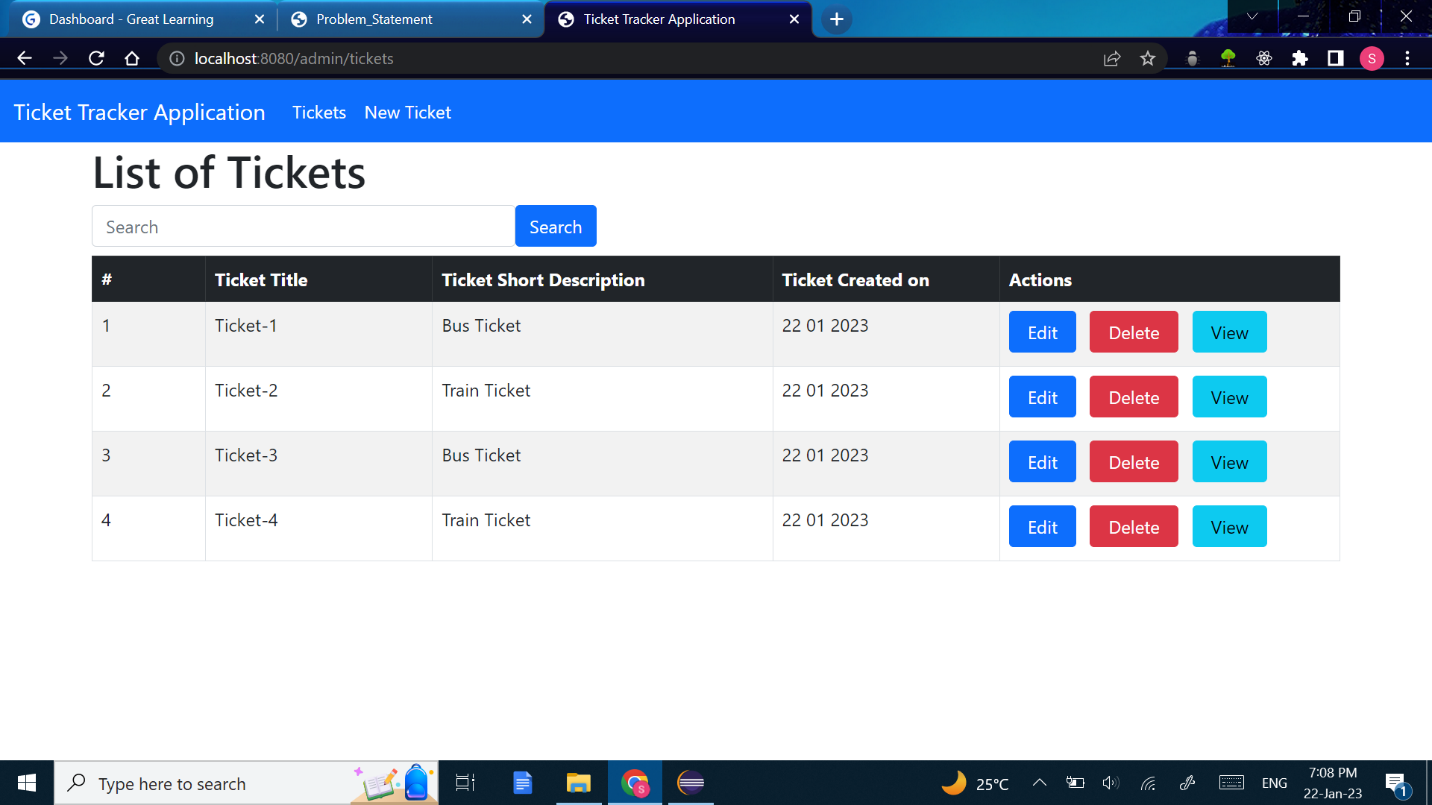 Dashboard - Great Learning
Problem_Statement
Ticket Tracker Application
localhost:8080/admin/tickets
S
Ticket Tracker Application Tickets New Ticket
List of Tickets
Search Search
# Ticket Title Ticket Short Description Ticket Created on Actions
1 Ticket-1 Bus Ticket 22 01 2023 Edit Delete View
2 Ticket-2 Train Ticket 22 01 2023 Edit Delete View
3 Ticket-3 Bus Ticket 22 01 2023 Edit Delete View
4 Ticket-4 Train Ticket 22 01 2023 Edit Delete View
Type here to search
S
25°C
ENG
7:08 PM
22-Jan-23
1